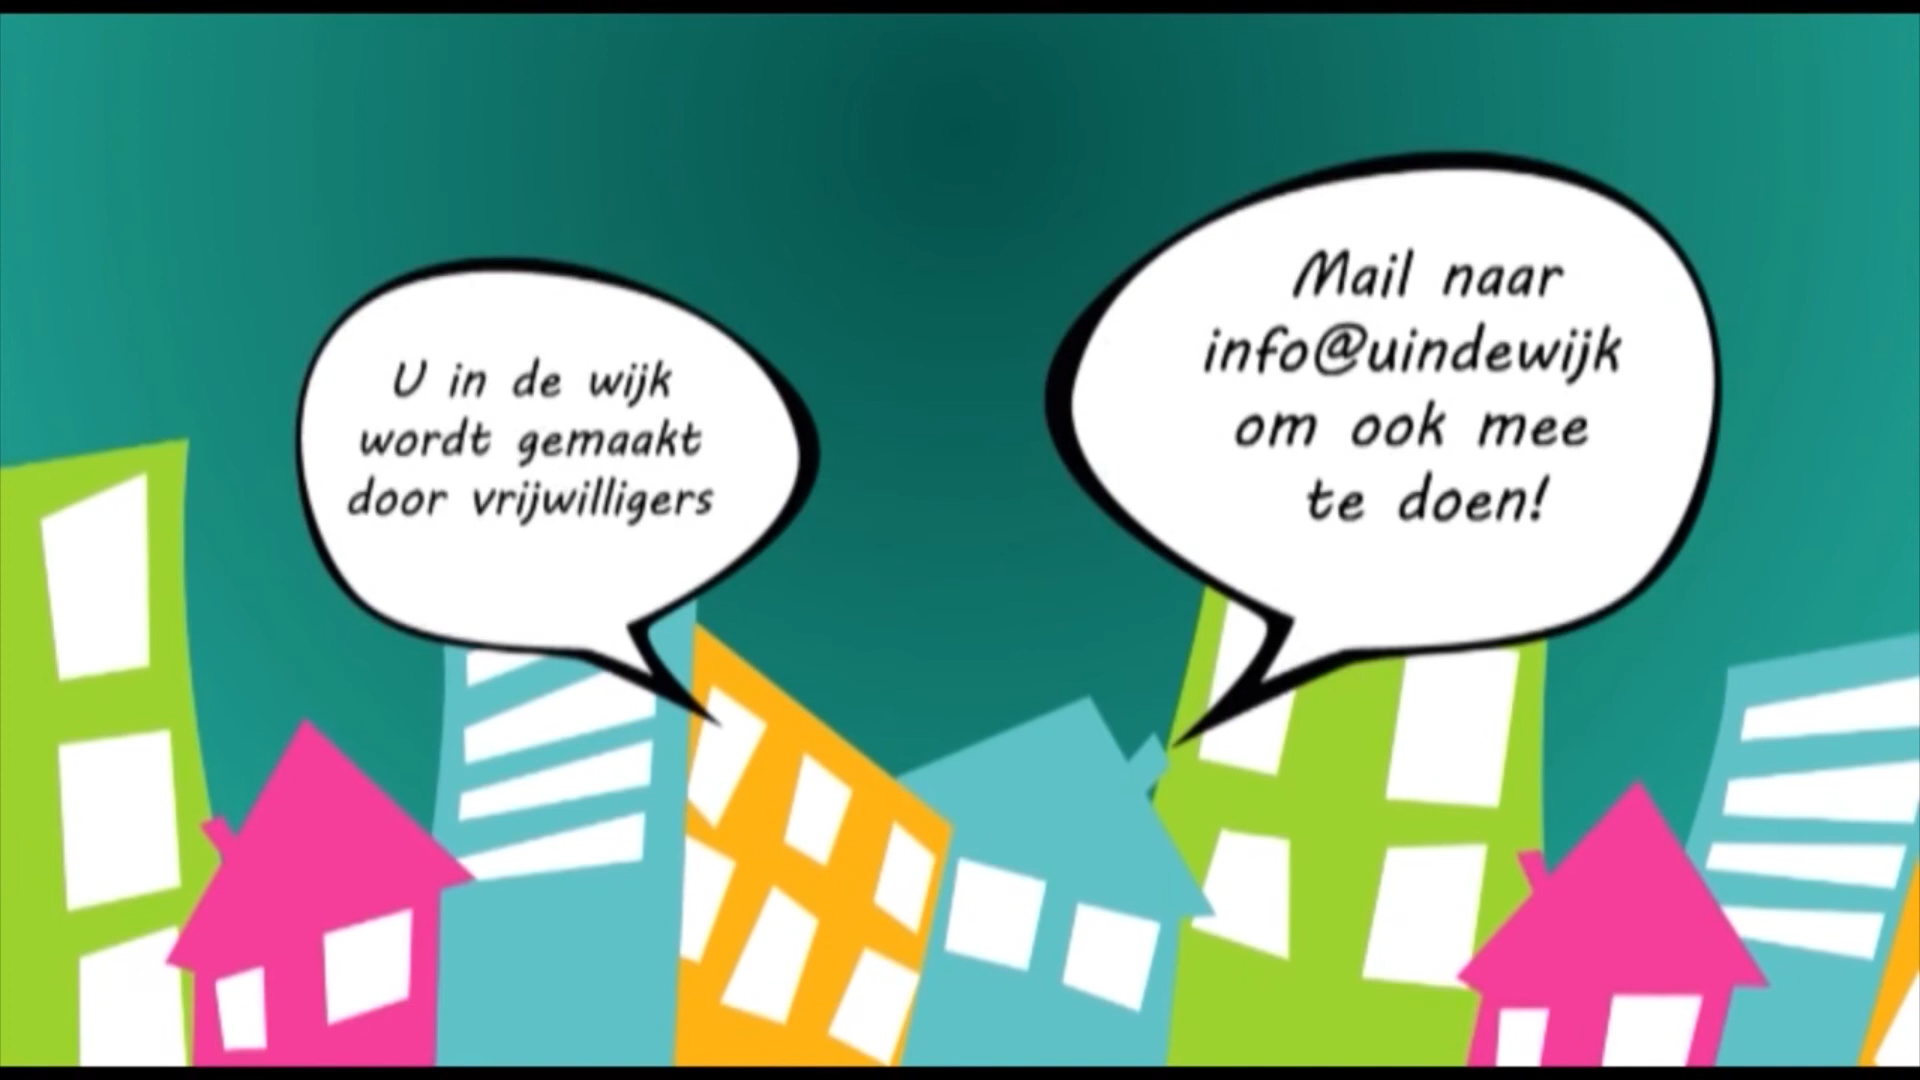 U in de wijk
wordt gemaakt
door vrijwilligers
Mail naar
info@uindewijk
om ook mee
te doen!